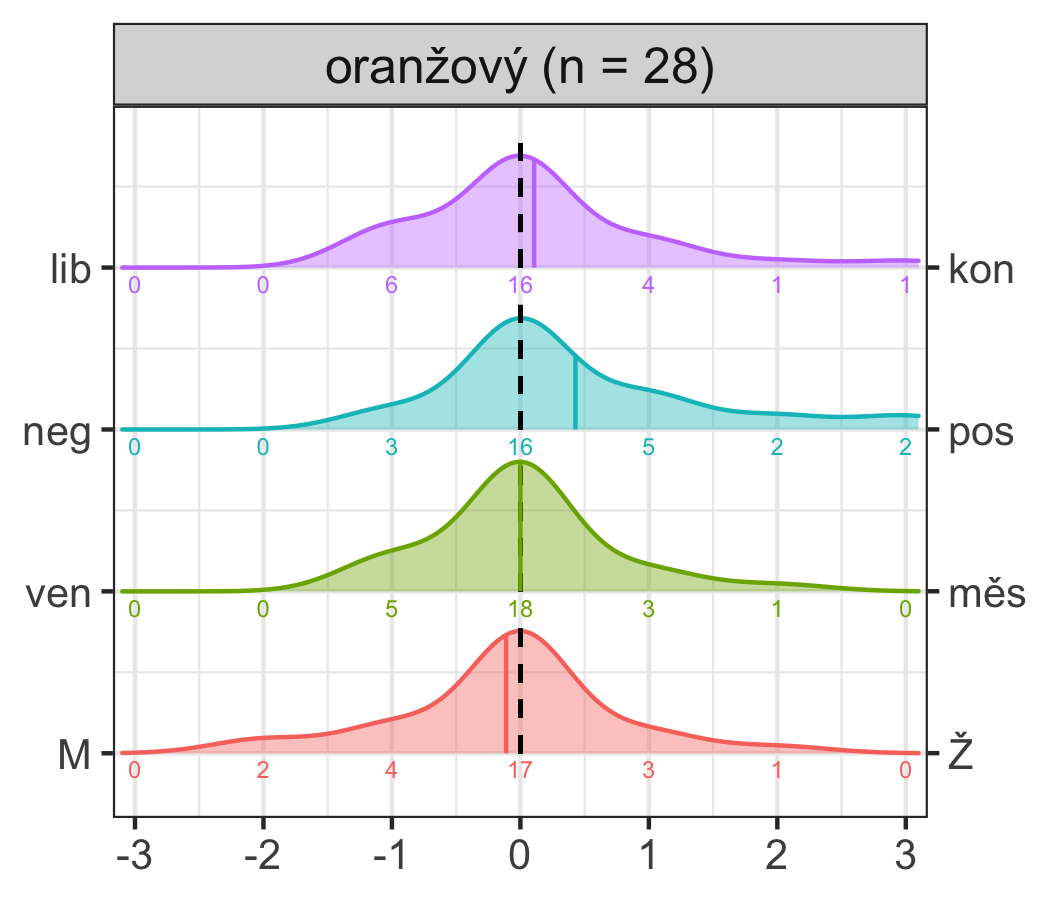 oranžový (n = 28)
lib kon
0 0 6 16 4 1 1
neg pos
0 0 3 16 5 2 2
ven měs
0 0 5 18 3 1 0
M Ž
0 2 4 17 3 1 0
-3 -2 -1 0 1 2 3